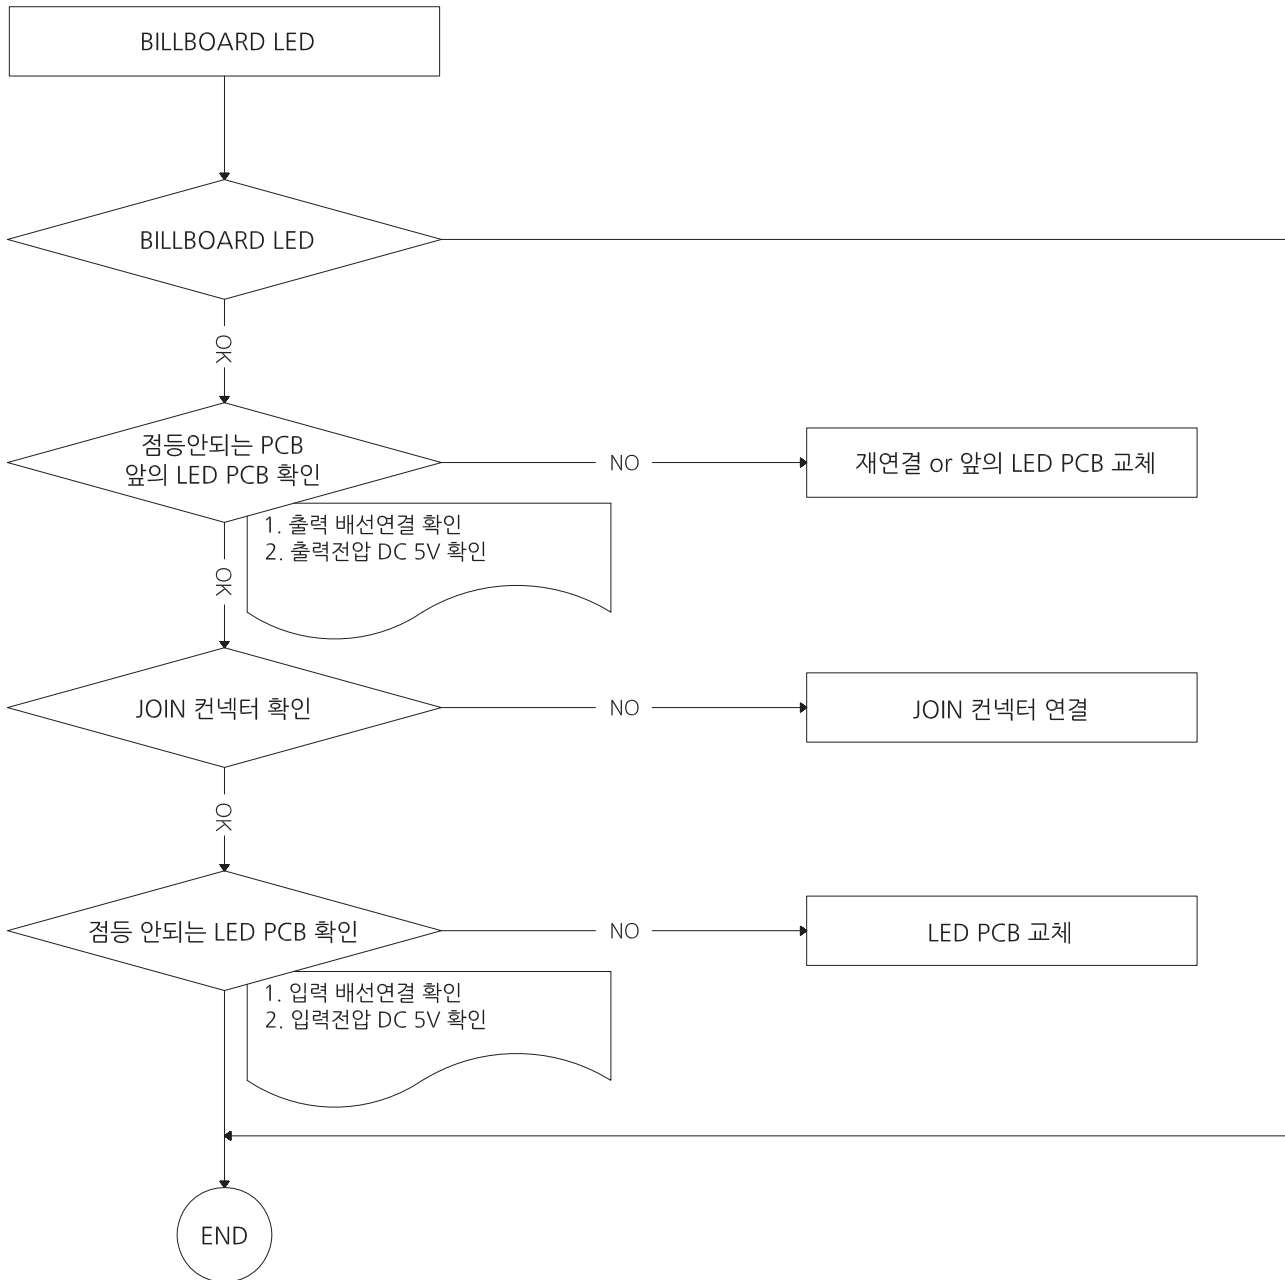 BILLBOARD LED
BILLBOARD LED
OK
점등안되는 PCB
앞의 LED PCB 확인
NO
재연결 or 앞의 LED PCB 교체
1. 출력 배선연결 확인
2. 출력전압 DC 5V 확인
OK
JOIN 컨넥터 확인
NO
JOIN 컨넥터 연결
OK
점등 안되는 LED PCB 확인
NO
LED PCB 교체
1. 입력 배선연결 확인
2. 입력전압 DC 5V 확인
END